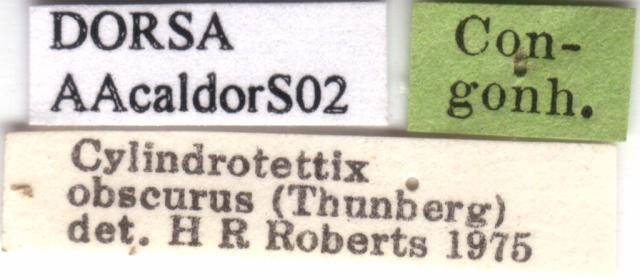 DORSA
AAcaldorS02
Con-
gonh.
Cylindrotettix
obscurus (Thunberg)
det. H R Roberts 1975